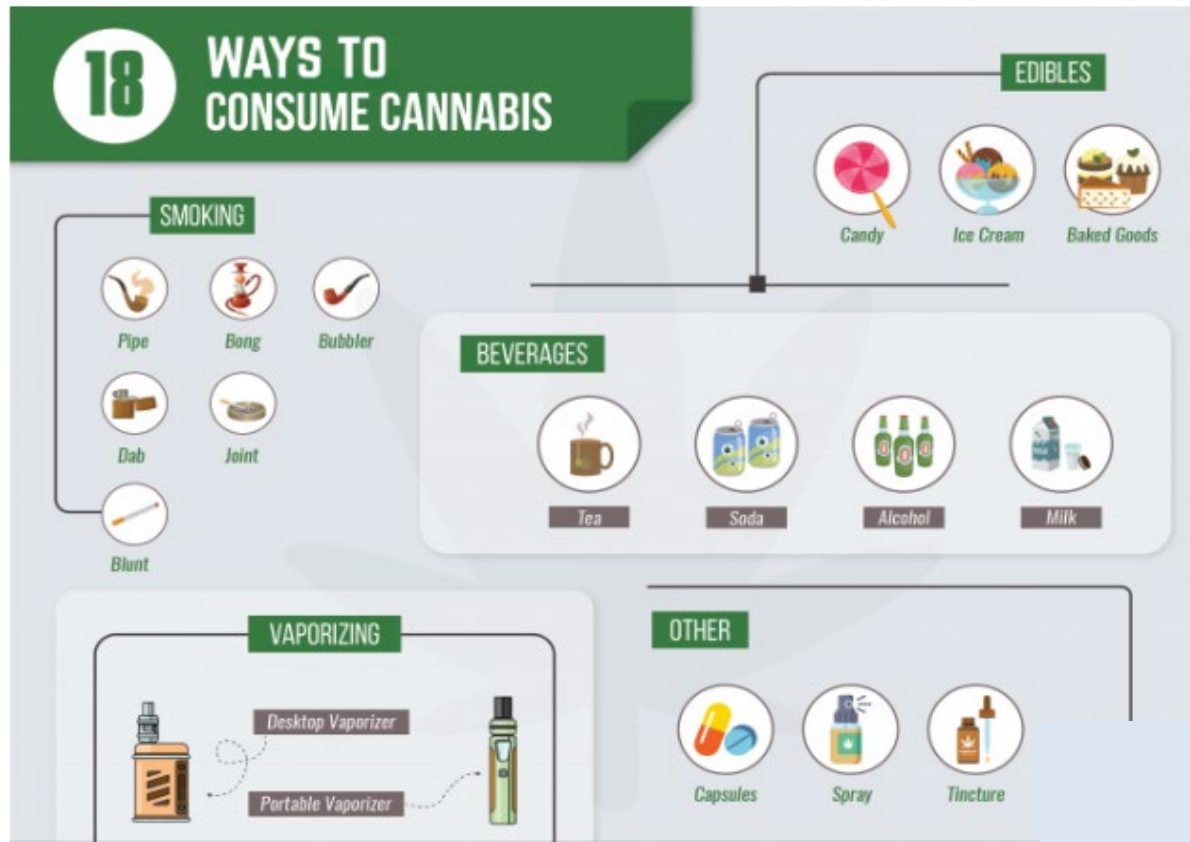 18
WAYS TO
CONSUME CANNABIS
EDIBLES
Candy
Ice Cream
Baked Goods
SMOKING
Pipe
Bong
Bubbler
Dab
Joint
Blunt
BEVERAGES
Tea
Soda
Alcohol
Milk
VAPORIZING
Desktop Vaporizer
Portable Vaporizer
OTHER
Capsules
Spray
Tincture